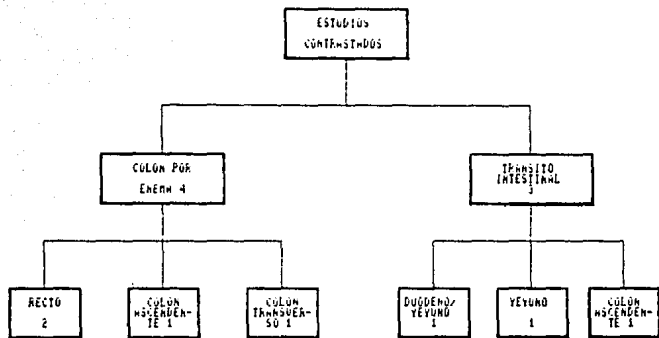 ESTUDIOS
CONTRASTADOS
COLON POR
ENEMA 4
TRANSITO
INTESTINAL
3
RECTO
2
COLON
ASCENDEN-
TE 1
COLON
TRANSVER-
SO 1
DUODENO/
YEYUNO
1
YEYUNO
1
COLON
ASCENDEN-
TE 1